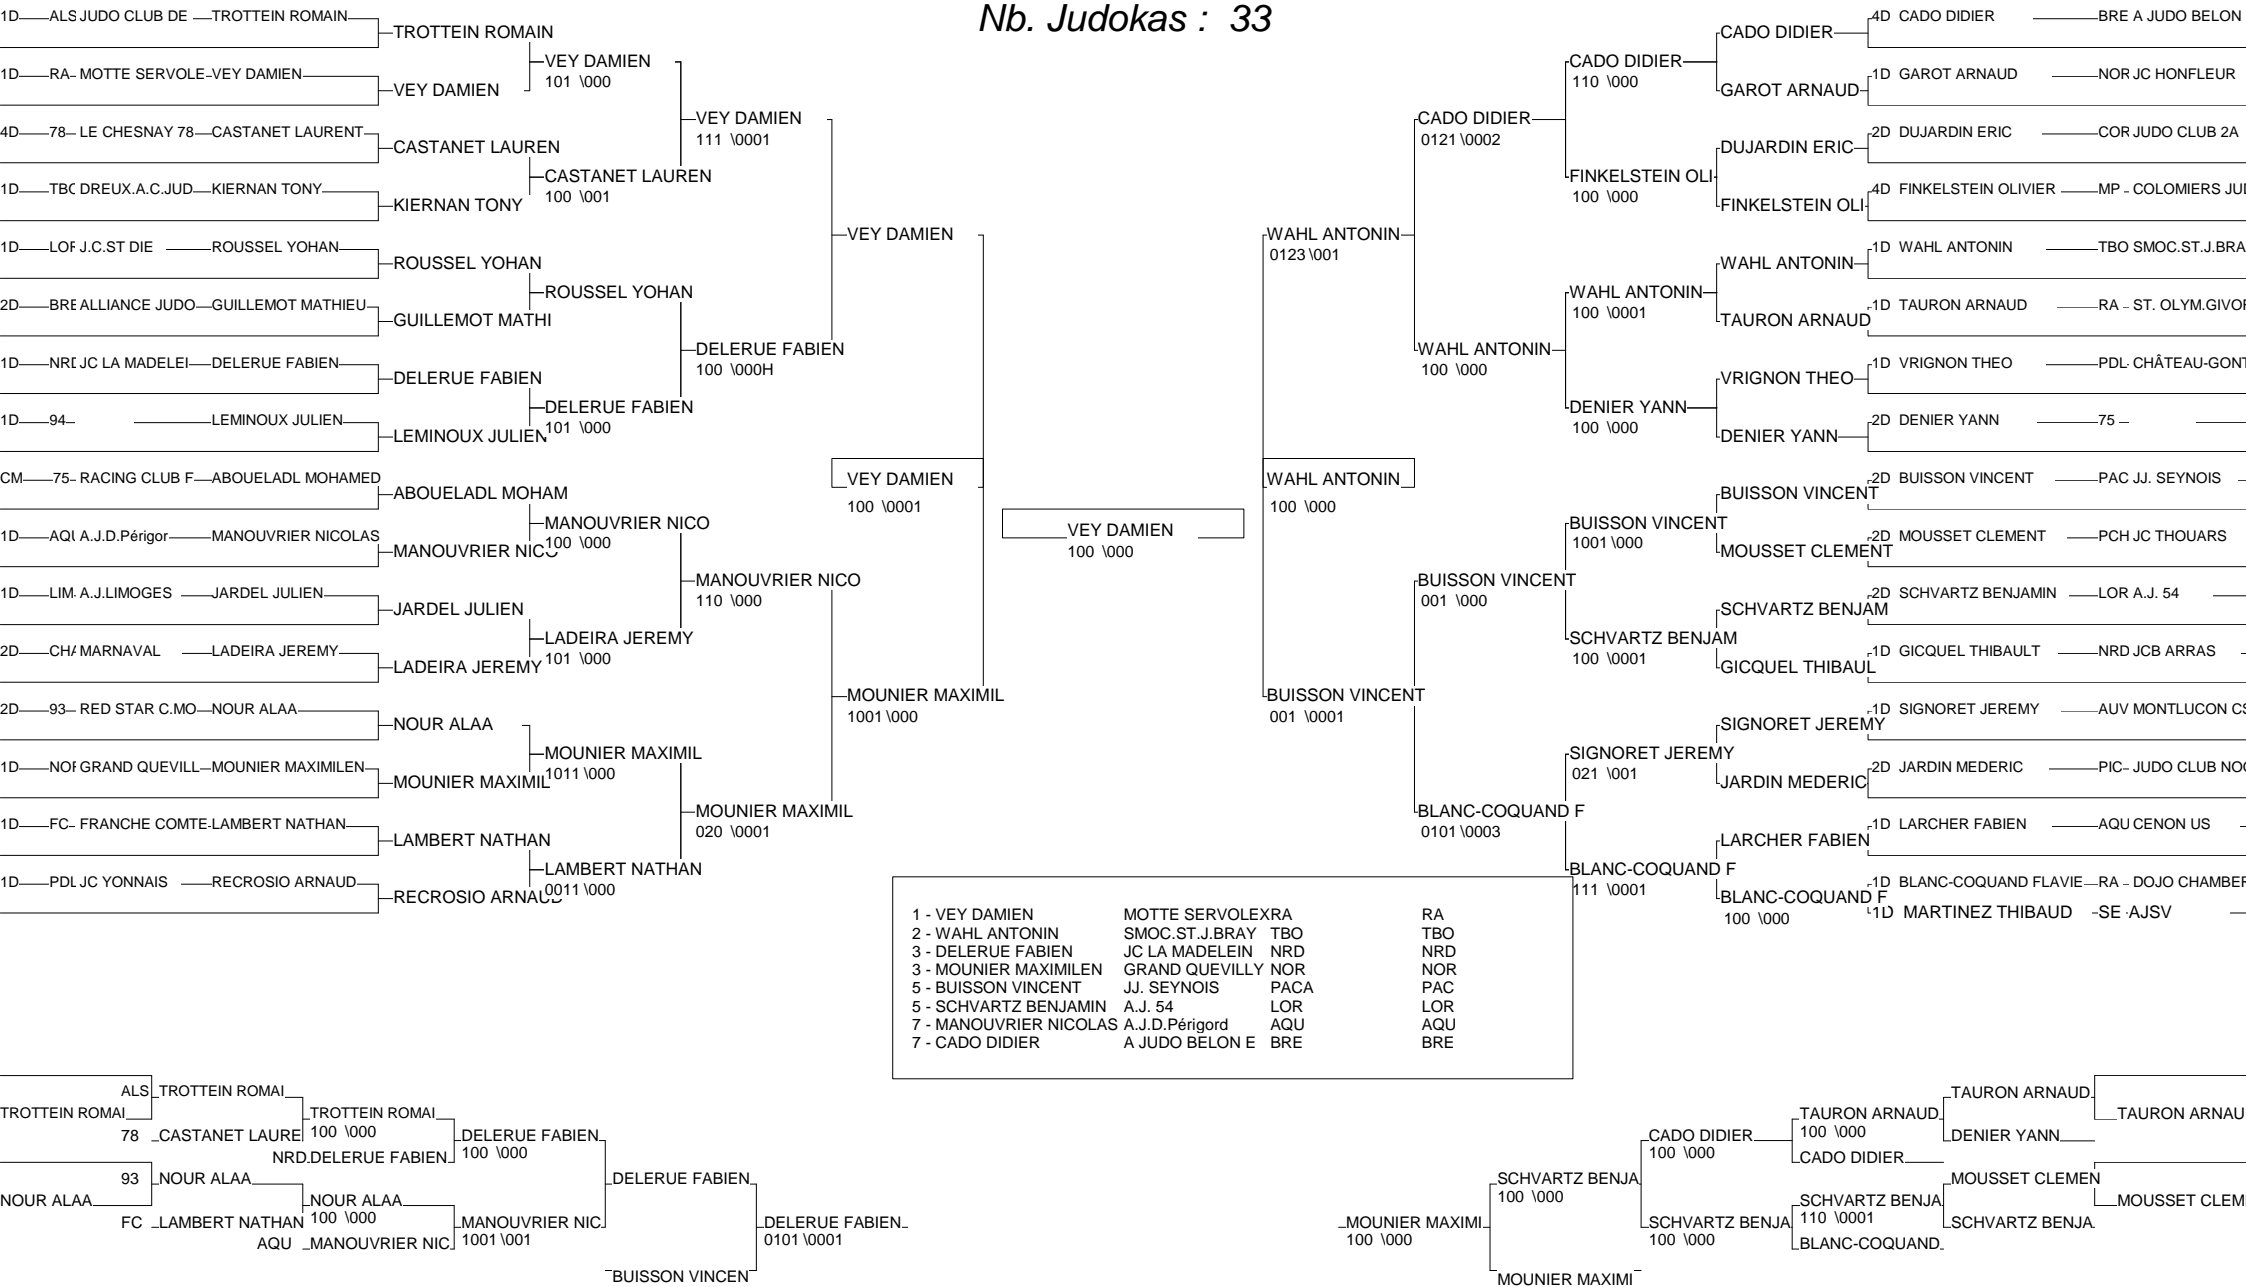 Nb. Judokas : 33
1D ALS JUDO CLUB DE TROTTEIN ROMAIN
1D RA MOTTE SERVOLE VEY DAMIEN
4D 78 LE CHESNAY 78 CASTANET LAURENT
1D TBO DREUX.A.C.JUD KIERNAN TONY
1D LOR J.C.ST DIE ROUSSEL YOHAN
2D BRE ALLIANCE JUDO GUILLEMOT MATHIEU
1D NRD JC LA MADELEI DELERUE FABIEN
1D 94 LEMINOUX JULIEN
CM 75 RACING CLUB F ABOUELADL MOHAMED
1D AQU A.J.D.Périgor MANOUVRIER NICOLAS
1D LIM A.J.LIMOGES JARDEL JULIEN
2D CHA MARNAVAL LADEIRA JEREMY
2D 93 RED STAR C.MO NOUR ALAA
1D NOR GRAND QUEVILL MOUNIER MAXIMILEN
1D FC FRANCHE COMTE LAMBERT NATHAN
1D PDL JC YONNAIS RECROSIO ARNAUD
TROTTEIN ROMAIN
VEY DAMIEN
CASTANET LAUREN
KIERNAN TONY
ROUSSEL YOHAN
GUILLEMOT MATHI
DELERUE FABIEN
LEMINOUX JULIEN
ABOUELADL MOHAM
MANOUVRIER NICO
JARDEL JULIEN
LADEIRA JEREMY
NOUR ALAA
MOUNIER MAXIMIL
LAMBERT NATHAN
RECROSIO ARNAUD
VEY DAMIEN
101 \000
CASTANET LAUREN
100 \001
ROUSSEL YOHAN
DELERUE FABIEN
101 \000
MANOUVRIER NICO
100 \000
LADEIRA JEREMY
101 \000
MOUNIER MAXIMIL
1011 \000
LAMBERT NATHAN
0011 \000
VEY DAMIEN
111 \0001
DELERUE FABIEN
100 \000H
MANOUVRIER NICO
110 \000
MOUNIER MAXIMIL
020 \0001
VEY DAMIEN
VEY DAMIEN
100 \0001
MOUNIER MAXIMIL
1001 \000
VEY DAMIEN
100 \000
WAHL ANTONIN
0123 \001
WAHL ANTONIN
100 \000
BUISSON VINCENT
001 \0001
CADO DIDIER
0121 \0002
WAHL ANTONIN
100 \000
BUISSON VINCENT
001 \000
BLANC-COQUAND F
0101 \0003
CADO DIDIER
110 \000
FINKELSTEIN OLI
100 \000
WAHL ANTONIN
100 \0001
DENIER YANN
100 \000
BUISSON VINCENT
1001 \000
SCHVARTZ BENJAM
100 \0001
SIGNORET JEREMY
021 \001
BLANC-COQUAND F
111 \0001
CADO DIDIER
GAROT ARNAUD
DUJARDIN ERIC
FINKELSTEIN OLI
WAHL ANTONIN
TAURON ARNAUD
VRIGNON THEO
DENIER YANN
BUISSON VINCENT
MOUSSET CLEMENT
SCHVARTZ BENJAM
GICQUEL THIBAUL
SIGNORET JEREMY
JARDIN MEDERIC
LARCHER FABIEN
BLANC-COQUAND F
100 \000
4D CADO DIDIER BRE A JUDO BELON
1D GAROT ARNAUD NOR JC HONFLEUR
2D DUJARDIN ERIC COR JUDO CLUB 2A
4D FINKELSTEIN OLIVIER MP COLOMIERS JUD
1D WAHL ANTONIN TBO SMOC.ST.J.BRA
1D TAURON ARNAUD RA ST. OLYM.GIVOR
1D VRIGNON THEO PDL CHÂTEAU-GONT
2D DENIER YANN 75
2D BUISSON VINCENT PAC JJ. SEYNOIS
2D MOUSSET CLEMENT PCH JC THOUARS
2D SCHVARTZ BENJAMIN LOR A.J. 54
1D GICQUEL THIBAULT NRD JCB ARRAS
1D SIGNORET JEREMY AUV MONTLUCON CS
2D JARDIN MEDERIC PIC JUDO CLUB NOG
1D LARCHER FABIEN AQU CENON US
1D BLANC-COQUAND FLAVIE RA DOJO CHAMBER
1D MARTINEZ THIBAUD SE AJSV
1 - VEY DAMIEN MOTTE SERVOLEX RA RA
2 - WAHL ANTONIN SMOC.ST.J.BRAY TBO TBO
3 - DELERUE FABIEN JC LA MADELEIN NRD NRD
3 - MOUNIER MAXIMILEN GRAND QUEVILLY NOR NOR
5 - BUISSON VINCENT JJ. SEYNOIS PACA PAC
5 - SCHVARTZ BENJAMIN A.J. 54 LOR LOR
7 - MANOUVRIER NICOLAS A.J.D.Périgord AQU AQU
7 - CADO DIDIER A JUDO BELON E BRE BRE
TROTTEIN ROMAI
NOUR ALAA
ALS TROTTEIN ROMAI
78 CASTANET LAURE
93 NOUR ALAA
FC LAMBERT NATHAN
TROTTEIN ROMAI
100 \000
NRD DELERUE FABIEN
NOUR ALAA
100 \000
AQU MANOUVRIER NIC
DELERUE FABIEN
100 \000
MANOUVRIER NIC
1001 \001
DELERUE FABIEN
BUISSON VINCEN
DELERUE FABIEN
0101 \0001
MOUNIER MAXIMI
100 \000
SCHVARTZ BENJA
100 \000
MOUNIER MAXIMI
CADO DIDIER
100 \000
SCHVARTZ BENJA
100 \000
TAURON ARNAUD
100 \000
CADO DIDIER
SCHVARTZ BENJA
110 \0001
BLANC-COQUAND
TAURON ARNAUD
DENIER YANN
MOUSSET CLEMEN
SCHVARTZ BENJA
TAURON ARNAU
MOUSSET CLEM